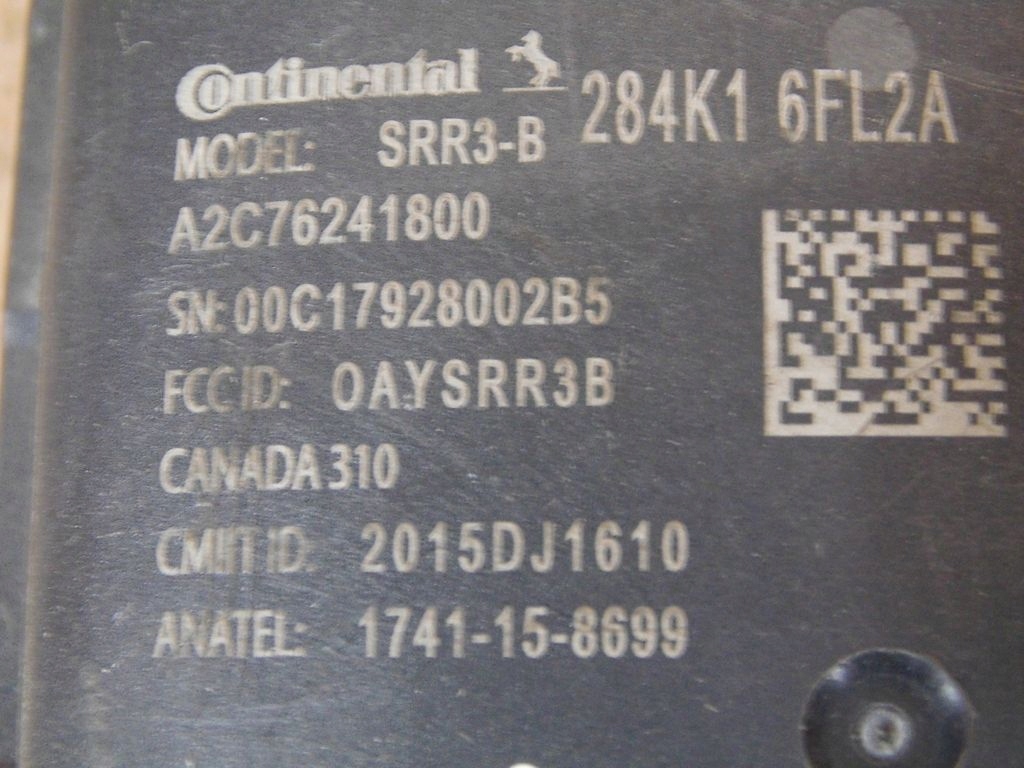 Continental 284K1 6FL2A
MODEL: SRR3-B
A2C76241800
SN:00C17928002B5
FCC ID: OAYSRR3B
CANADA 310
CMIIT ID: 2015DJ1610
ANATEL: 1741-15-8699